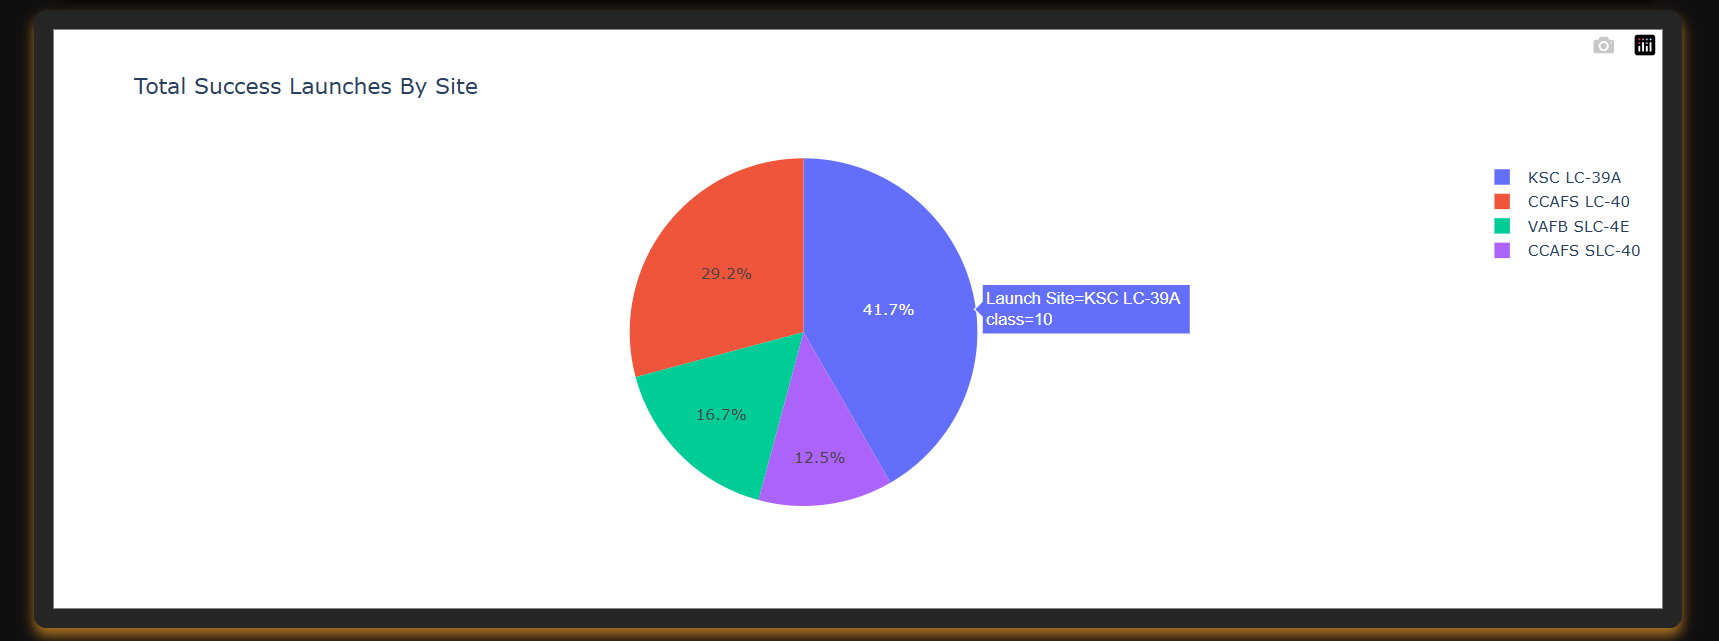 Total Success Launches By Site
KSC LC-39A
CCAFS LC-40
VAFB SLC-4E
CCAFS SLC-40
29.2%
41.7%
Launch Site=KSC LC-39A
class=10
16.7%
12.5%